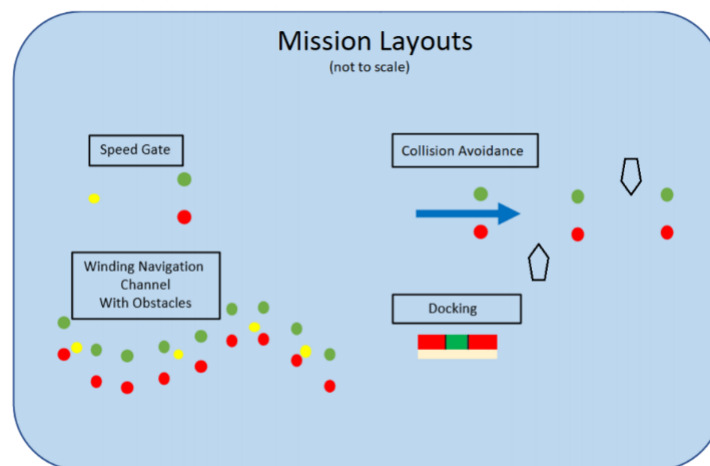 Mission Layouts
(not to scale)
Speed Gate
Collision Avoidance
Winding Navigation
Channel
With Obstacles
Docking